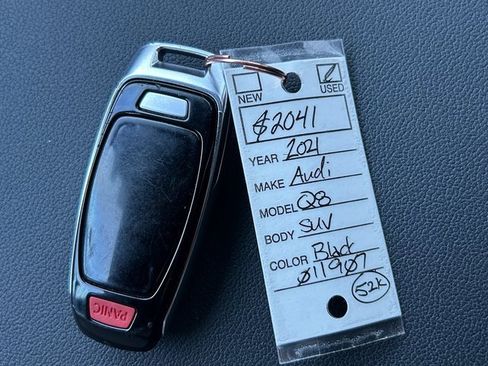 NEW USED
$2041
YEAR 2021
MAKE Audi
MODEL Q8
BODY SUV
COLOR Black
011907
52K
PANIC